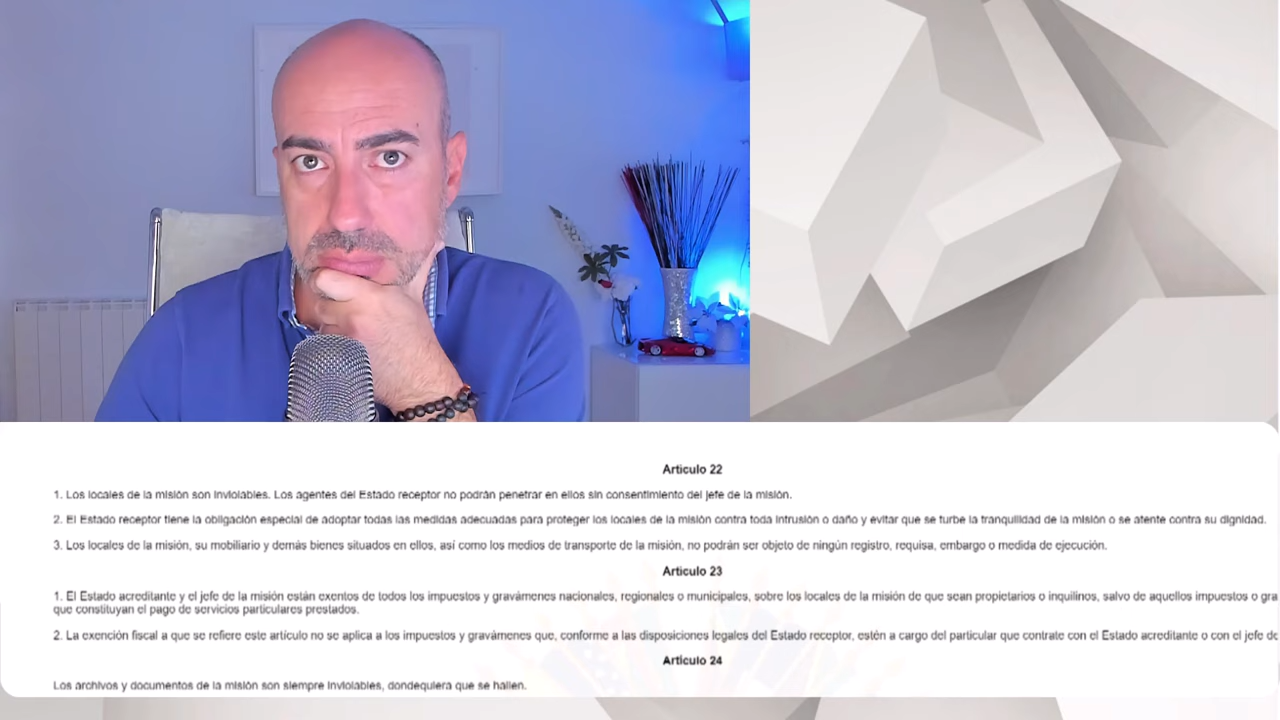 Articulo 22
1. Los locales de la misión son inviolables. Los agentes del Estado receptor no podrán penetrar en ellos sin consentimiento del jefe de la misión.
2. El Estado receptor tiene la obligación especial de adoptar todas las medidas adecuadas para proteger los locales de la misión contra toda intrusión o daño y evitar que se turbe la tranquilidad de la misión o se atente contra su dignidad.
3. Los locales de la misión, su mobiliario y demás bienes situados en ellos, así como los medios de transporte de la misión, no podrán ser objeto de ningún registro, requisa, embargo o medida de ejecución.
Articulo 23
1. El Estado acreditante y el jefe de la misión están exentos de todos los impuestos y gravámenes nacionales, regionales o municipales, sobre los locales de la misión de que sean propietarios o inquilinos, salvo de aquellos impuestos o
que constituyan el pago de servicios particulares prestados.
2. La exención fiscal a que se refiere este artículo no se aplica a los impuestos y gravámenes que, conforme a las disposiciones legales del Estado receptor, estén a cargo del particular que contrate con el Estado acreditante o con el jefe
Articulo 24
Los archivos y documentos de la misión son siempre inviolables, dondequiera que se hallen.